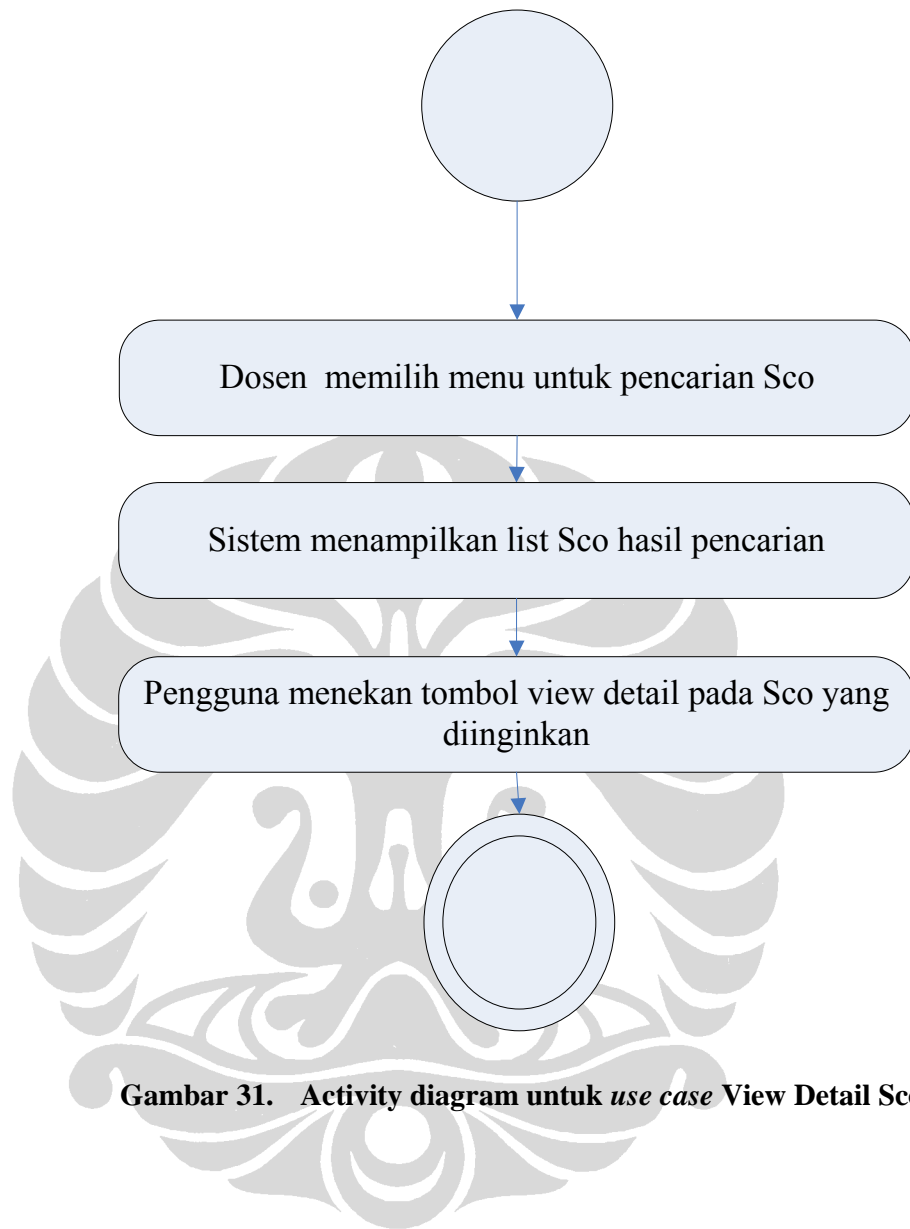 Dosen memilih menu untuk pencarian Sco
Sistem menampilkan list Sco hasil pencarian
Pengguna menekan tombol view detail pada Sco yang
diinginkan
Gambar 31. Activity diagram untuk use case View Detail Sco